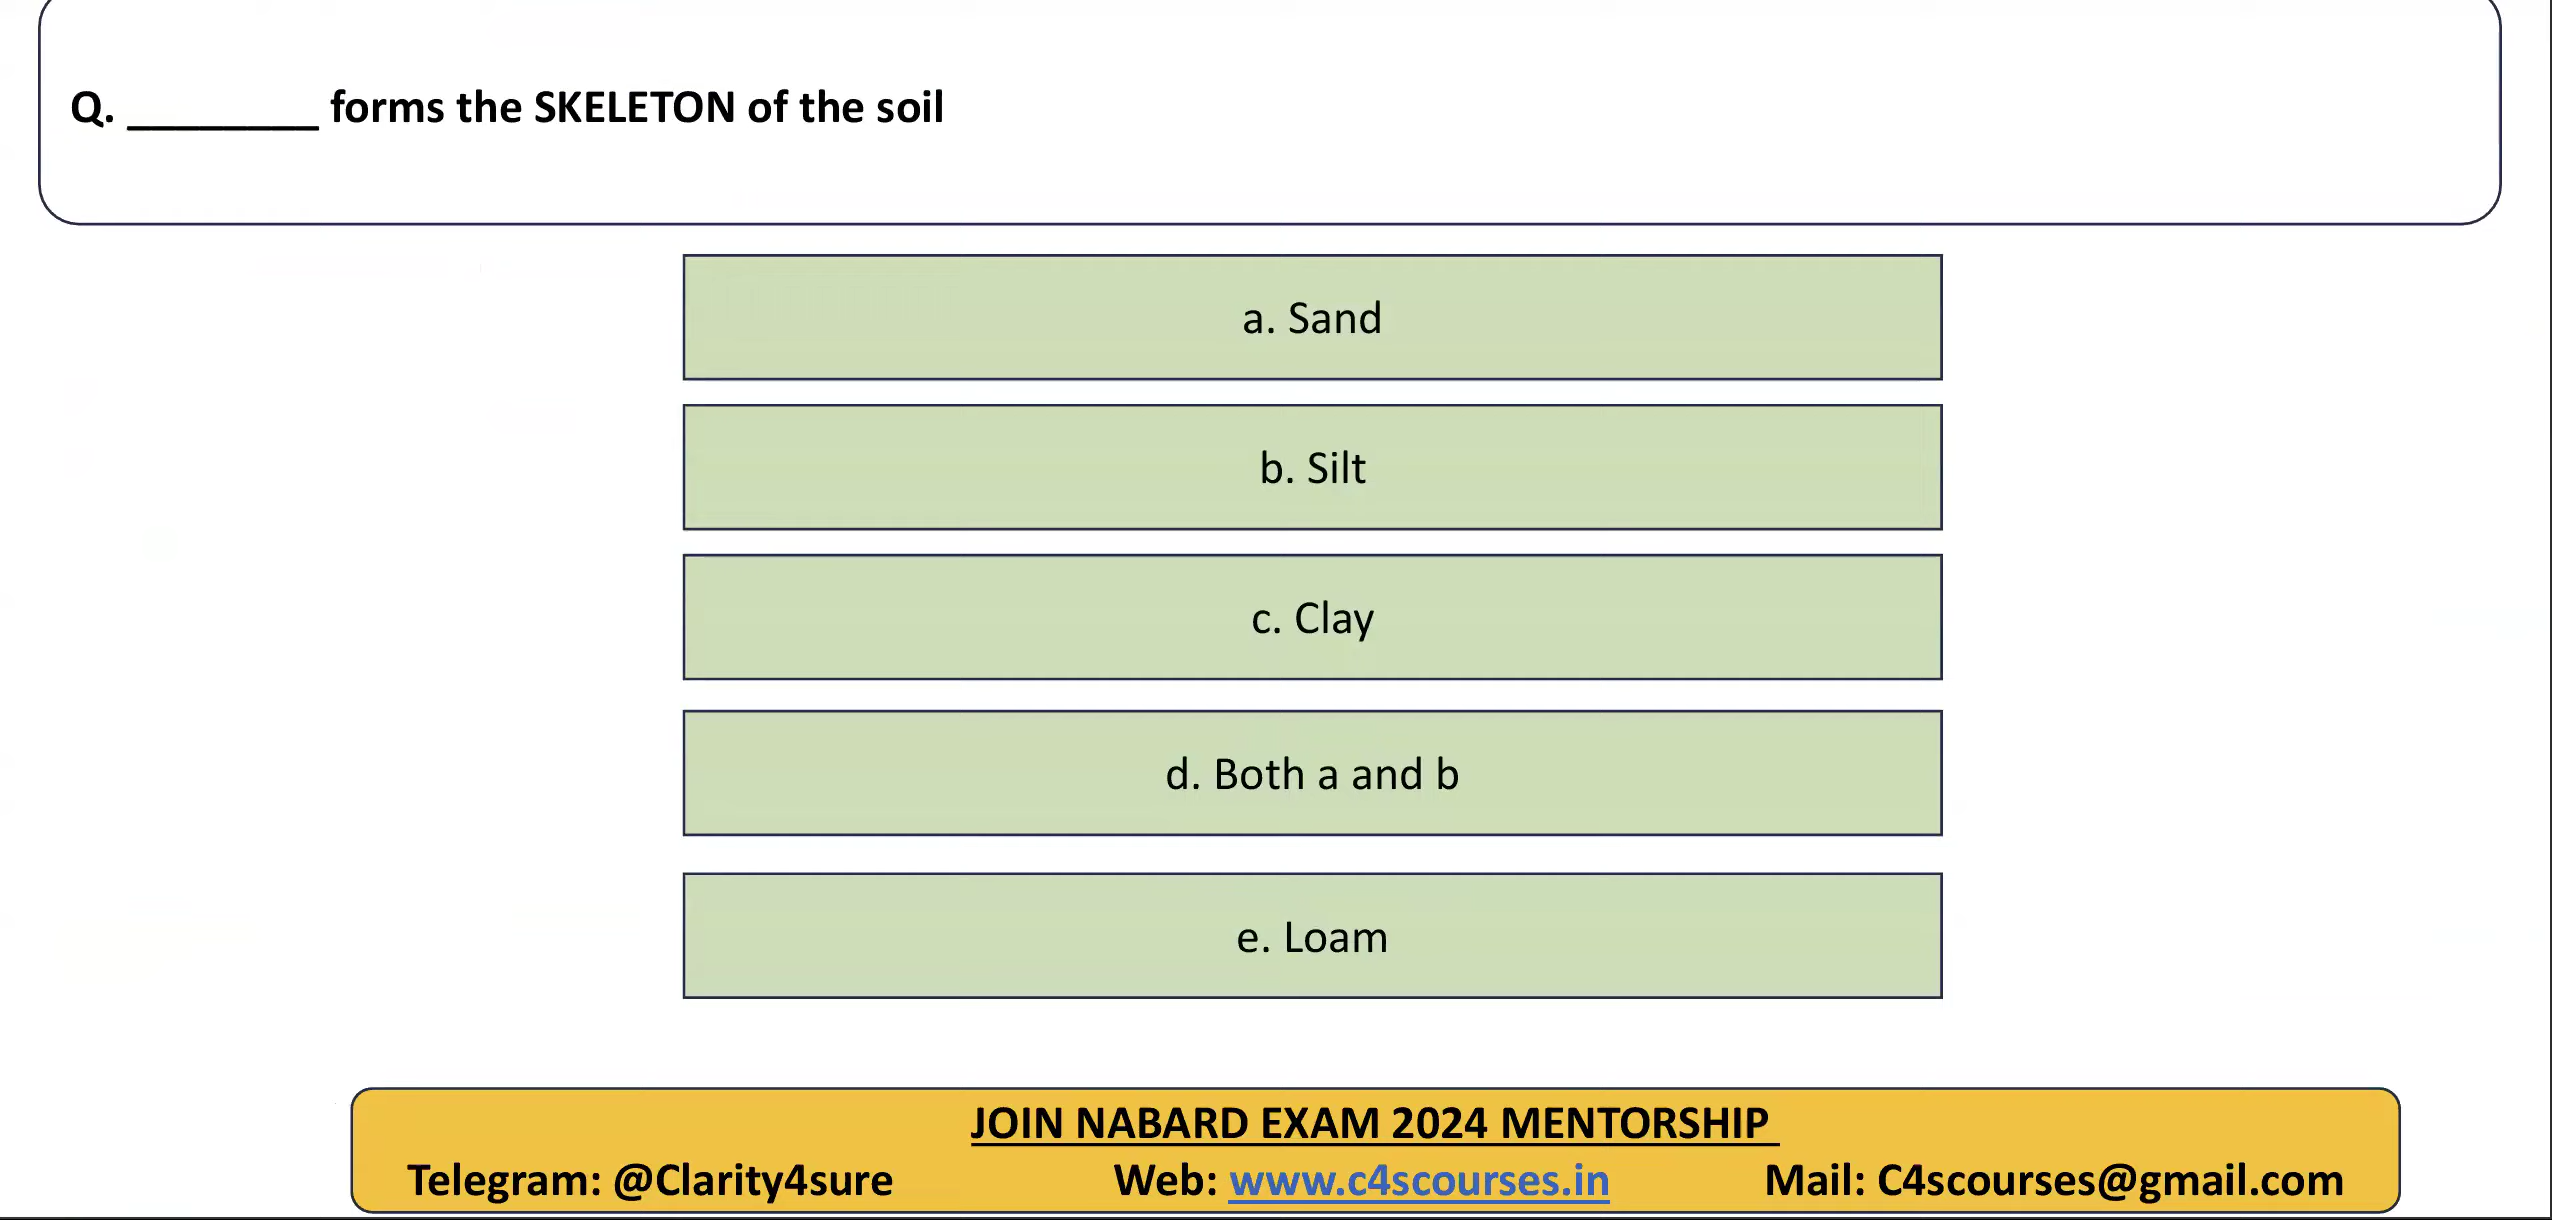 Q. ________ forms the SKELETON of the soil
a. Sand
b. Silt
c. Clay
d. Both a and b
e. Loam
JOIN NABARD EXAM 2024 MENTORSHIP
Telegram: @Clarity4sure Web: www.c4scourses.in Mail: C4scourses@gmail.com